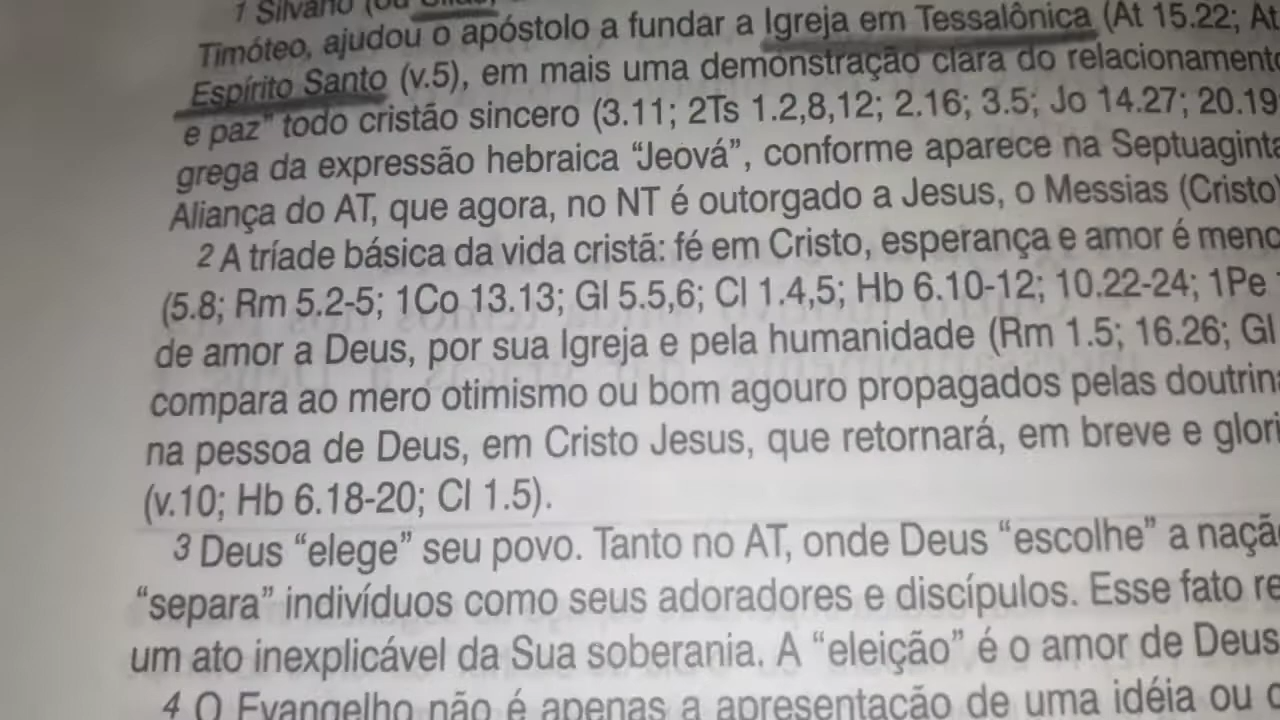 1 Silvano (ou Silas,
Timóteo, ajudou o apóstolo a fundar a Igreja em Tessalônica (At 15.22; At
Espírito Santo (v.5), em mais uma demonstração clara do relacionamento
e paz” todo cristão sincero (3.11; 2Ts 1.2,8,12; 2.16; 3.5; Jo 14.27; 20.19
grega da expressão hebraica “Jeová”, conforme aparece na Septuaginta
Aliança do AT, que agora, no NT é outorgado a Jesus, o Messias (Cristo)
2 A tríade básica da vida cristã: fé em Cristo, esperança e amor é menc
(5.8; Rm 5.2-5; 1Co 13.13; Gl 5.5,6; Cl 1.4,5; Hb 6.10-12; 10.22-24; 1Pe
de amor a Deus, por sua Igreja e pela humanidade (Rm 1.5; 16.26; Gl
compara ao mero otimismo ou bom agouro propagados pelas doutrina
na pessoa de Deus, em Cristo Jesus, que retornará, em breve e glori
(v.10; Hb 6.18-20; Cl 1.5).
3 Deus “elege” seu povo. Tanto no AT, onde Deus “escolhe” a naçã
“separa” indivíduos como seus adoradores e discípulos. Esse fato re
um ato inexplicável da Sua soberania. A “eleição” é o amor de Deus
4 O Evangelho não é apenas a apresentação de uma idéia ou